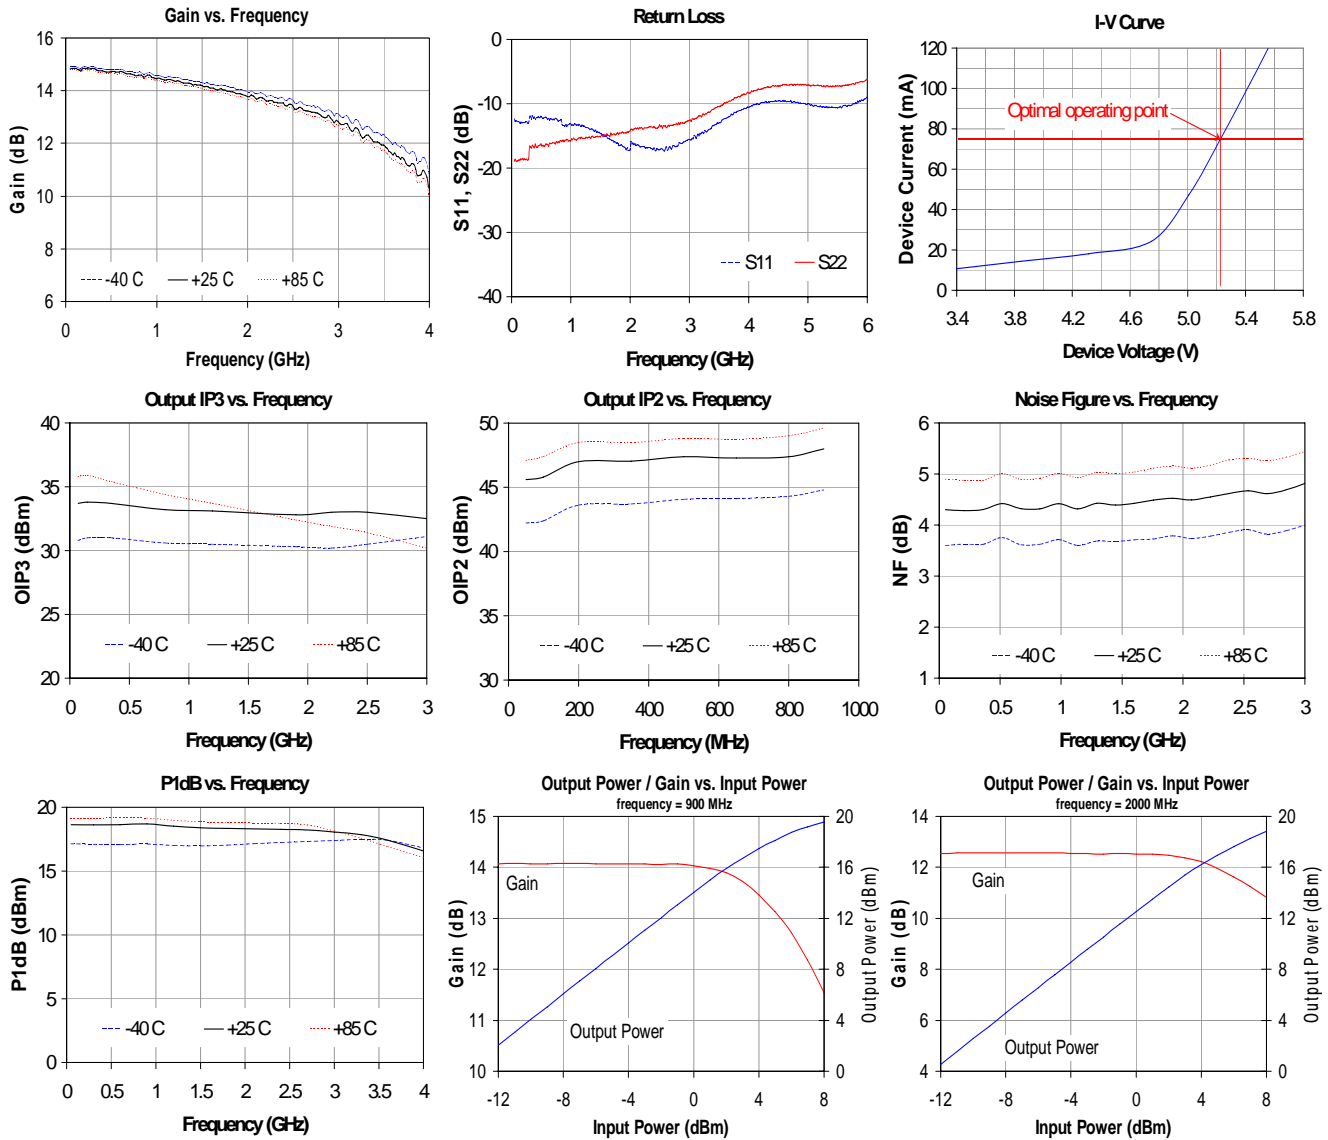 Gain vs. Frequency
16
14
12
10
8
6
Gain (dB)
-40 C
+25 C
+85 C
0 1 2 3 4
Frequency (GHz)
Return Loss
0
-10
-20
-30
-40
S11, S22 (dB)
S11
S22
0 1 2 3 4 5 6
Frequency (GHz)
I-V Curve
120
100
80
60
40
20
0
Device Current (mA)
Optimal operating point
3.4 3.8 4.2 4.6 5.0 5.4 5.8
Device Voltage (V)
Output IP3 vs. Frequency
40
35
30
25
20
OIP3 (dBm)
-40 C
+25 C
+85 C
0 0.5 1 1.5 2 2.5 3
Frequency (GHz)
Output IP2 vs. Frequency
50
45
40
35
30
OIP2 (dBm)
-40 C
+25 C
+85 C
0 200 400 600 800 1000
Frequency (MHz)
Noise Figure vs. Frequency
6
5
4
3
2
1
NF (dB)
-40 C
+25 C
+85 C
0 0.5 1 1.5 2 2.5 3
Frequency (GHz)
P1dB vs. Frequency
20
15
10
5
0
P1dB (dBm)
-40 C
+25 C
+85 C
0 0.5 1 1.5 2 2.5 3 3.5 4
Frequency (GHz)
Output Power / Gain vs. Input Power
frequency = 900 MHz
15
14
13
12
11
10
Gain (dB)
Gain
Output Power
20
16
12
8
4
0
Output Power (dBm)
-12 -8 -4 0 4 8
Input Power (dBm)
Output Power / Gain vs. Input Power
frequency = 2000 MHz
14
12
10
8
6
4
Gain (dB)
Gain
Output Power
20
16
12
8
4
0
Output Power (dBm)
-12 -8 -4 0 4 8
Input Power (dBm)